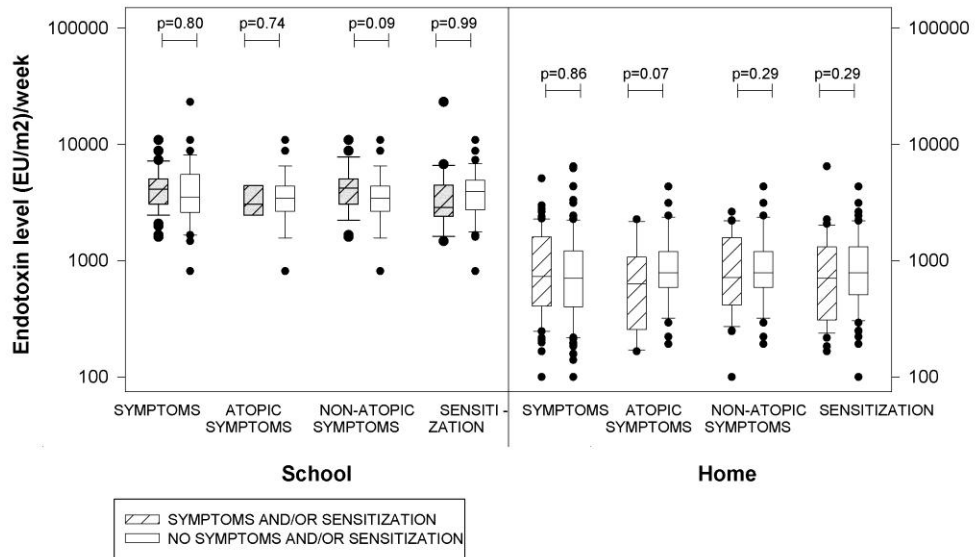 100000
p=0.80 p=0.74 p=0.09 p=0.99
100000
p=0.86 p=0.07 p=0.29 p=0.29
10000
10000
1000
1000
100
100
Endotoxin level (EU/m2)/week
SYMPTOMS ATOPIC SYMPTOMS NON-ATOPIC SYMPTOMS SENSITI - ZATION
SYMPTOMS ATOPIC SYMPTOMS NON-ATOPIC SYMPTOMS SENSITIZATION
School
Home
SYMPTOMS AND/OR SENSITIZATION
NO SYMPTOMS AND/OR SENSITIZATION